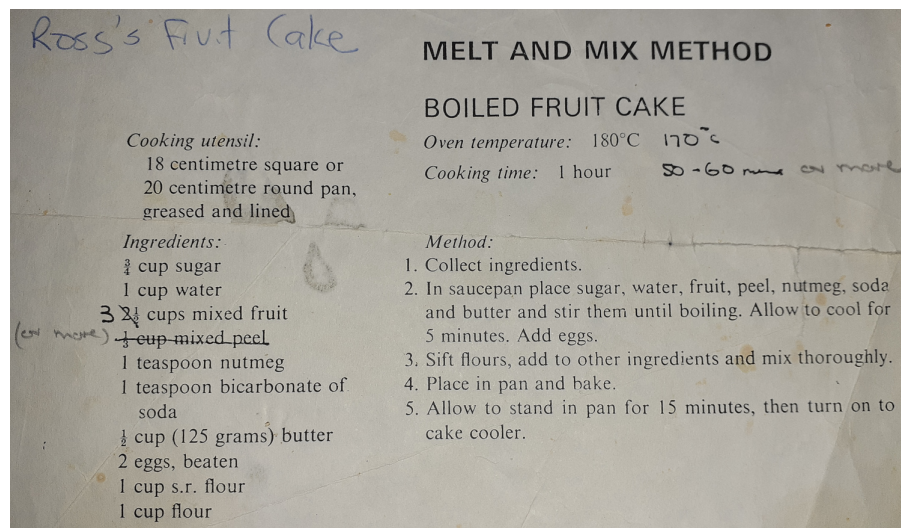 Ross's Fruit Cake
MELT AND MIX METHOD
BOILED FRUIT CAKE
Oven temperature: 180°C 170°C
Cooking time: 1 hour 50-60 mins or more
Cooking utensil:
18 centimetre square or
20 centimetre round pan,
greased and lined
Ingredients:
¾ cup sugar
1 cup water
3 2½ cups mixed fruit
(or more) ⅓ cup mixed peel
1 teaspoon nutmeg
1 teaspoon bicarbonate of
soda
½ cup (125 grams) butter
2 eggs, beaten
1 cup s.r. flour
1 cup flour
Method:
1. Collect ingredients.
2. In saucepan place sugar, water, fruit, peel, nutmeg, soda
and butter and stir them until boiling. Allow to cool for
5 minutes. Add eggs.
3. Sift flours, add to other ingredients and mix thoroughly.
4. Place in pan and bake.
5. Allow to stand in pan for 15 minutes, then turn on to
cake cooler.